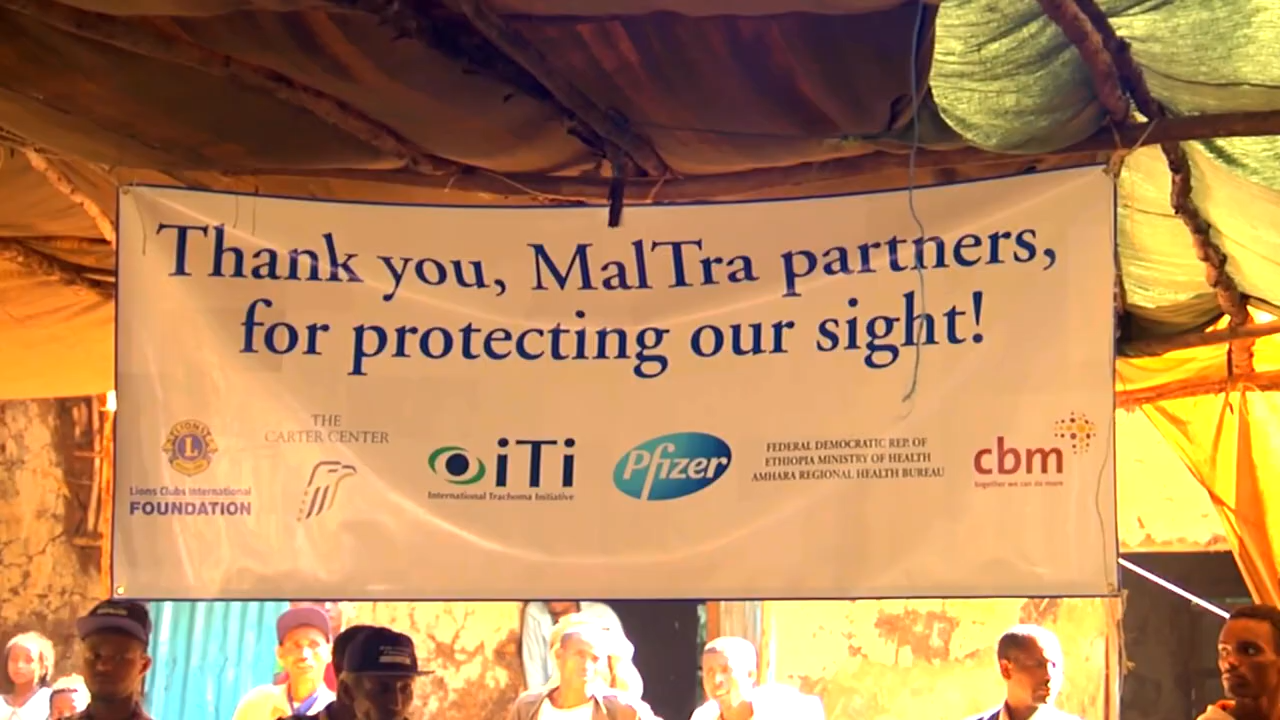 Thank you, MalTra partners,
for protecting our sight!
LIONS
L
Lions Clubs International
FOUNDATION
THE
CARTER CENTER
iTi
International Trachoma Initiative
Pfizer
FEDERAL DEMOCRATIC REP. OF
ETHIOPIA MINISTRY OF HEALTH
AMHARA REGIONAL HEALTH BUREAU
cbm
together we can do more